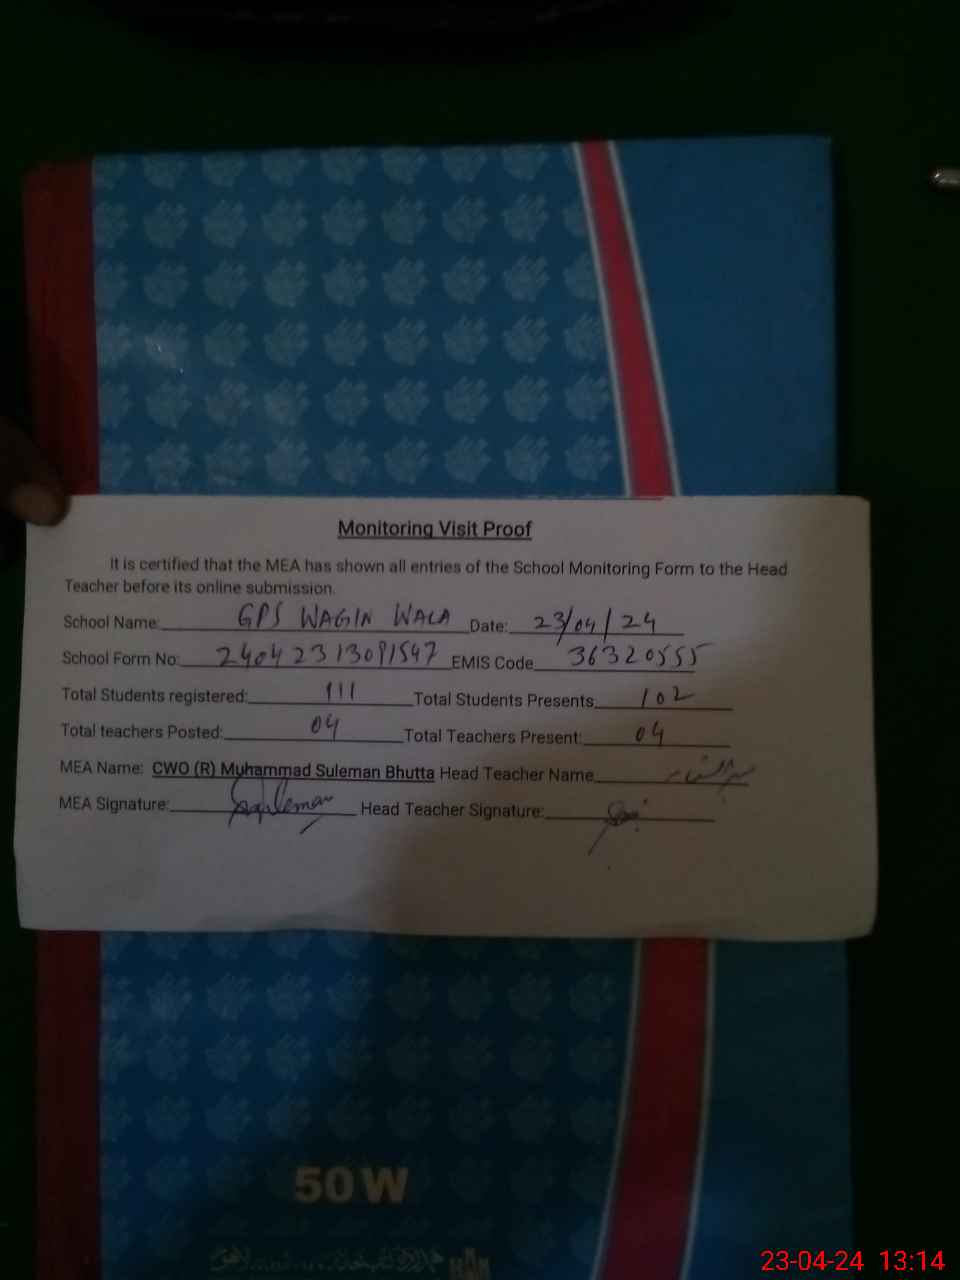 Monitoring Visit Proof
It is certified that the MEA has shown all entries of the School Monitoring Form to the Head
Teacher before its online submission.
School Name: GPS WAGIN WALA Date: 23/04/24
School Form No: 24042313091547 EMIS Code 36320555
Total Students registered: 111 Total Students Presents: 102
Total teachers Posted: 04 Total Teachers Present: 04
MEA Name: CWO (R) Muhammad Suleman Bhutta Head Teacher Name
MEA Signature: Suleman Head Teacher Signature:
50 W
23-04-24 13:14